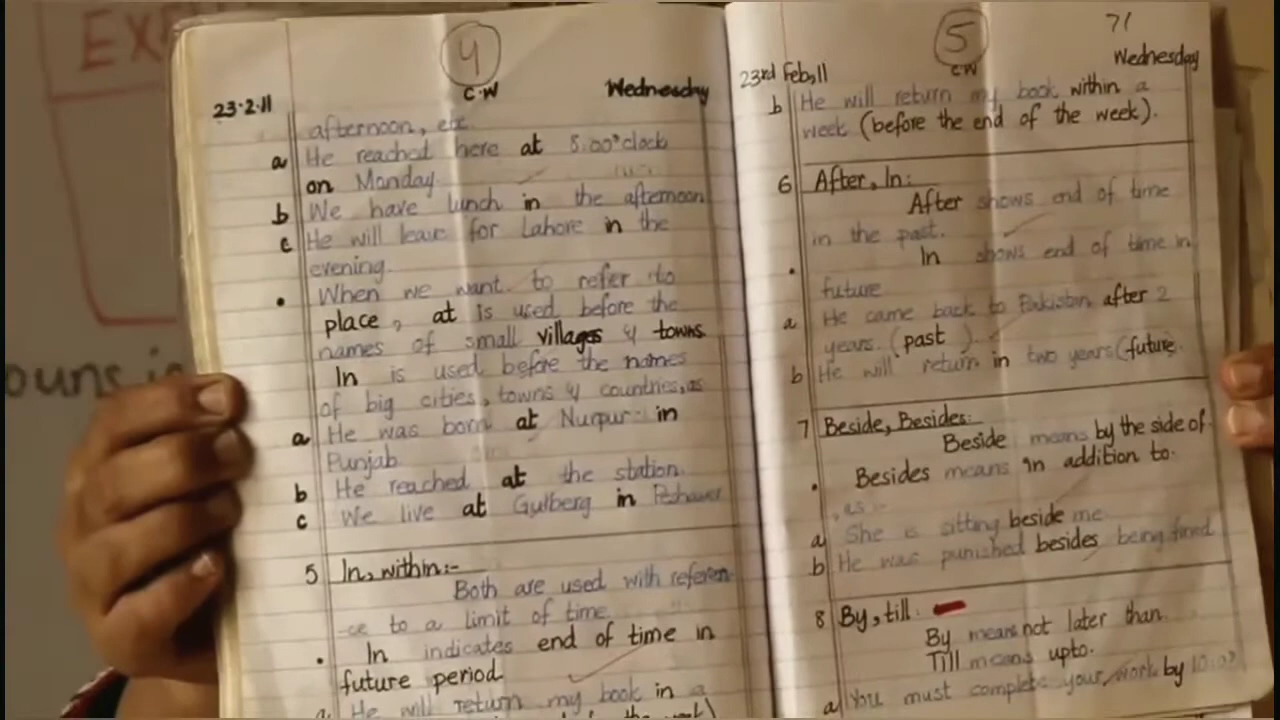 EXE
ouns i
4
C.W
23.2.11
Wednesday
afternoon, etc
a He reached here at 8.00'clock
on Monday
b We have lunch in the afternoon
c He will leave for Lahore in the
evening.
• When we want to refer to
place, at is used before the
names of small villages & towns
In is used before the names
of big cities, towns & countries, as
a He was born at Nurpur in
Punjab
b He reached at the station.
c We live at Gulberg in Peshawer
5 In, within:-
Both are used with referen-
-ce to a limit of time.
• In indicates end of time in
future period
a. He will return my book in a
71
5
C.W
23rd Feb, 11
Wednesday
b He will return my book within a
week (before the end of the week).
6 After, In:
After shows end of time
in the past.
• In shows end of time in
future
a He came back to Pakistan after 2
years. (past)
b He will return in two years (future.
7 Beside, Besides:-
Beside means by the side of.
• Besides means in addition to.
, as :-
a She is sitting beside me.
b He was punished besides being fined
8 By, till.
By means not later than.
Till means upto.
a You must complete your work by